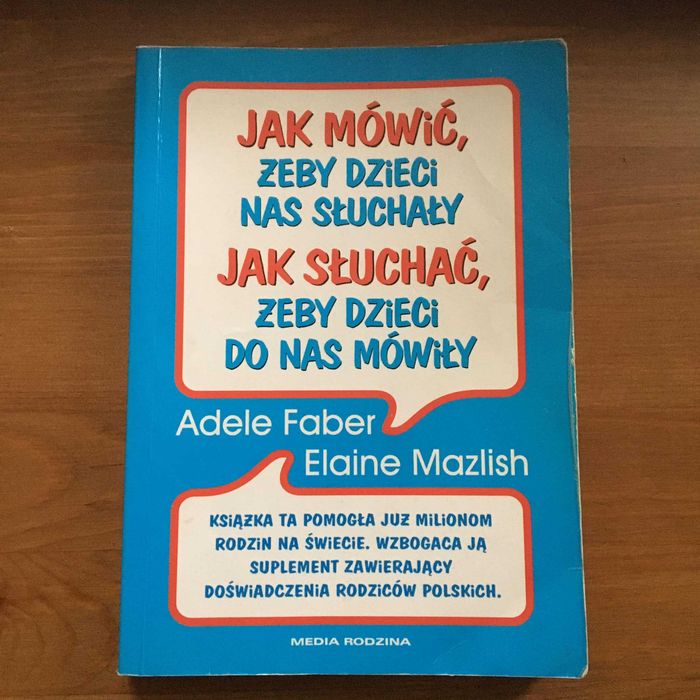 JAK MÓWIĆ,
ŻEBY DZIECI
NAS SŁUCHAŁY
JAK SŁUCHAĆ,
ŻEBY DZIECI
DO NAS MÓWIŁY
Adele Faber
Elaine Mazlish
KSIĄŻKA TA POMOGŁA JUŻ MILIONOM
RODZIN NA ŚWIECIE. WZBOGACA JĄ
SUPLEMENT ZAWIERAJĄCY
DOŚWIADCZENIA RODZICÓW POLSKICH.
MEDIA RODZINA